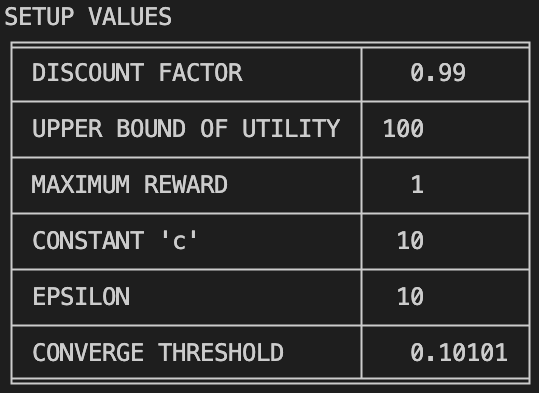 SETUP VALUES
DISCOUNT FACTOR 0.99
UPPER BOUND OF UTILITY 100
MAXIMUM REWARD 1
CONSTANT 'c' 10
EPSILON 10
CONVERGE THRESHOLD 0.10101